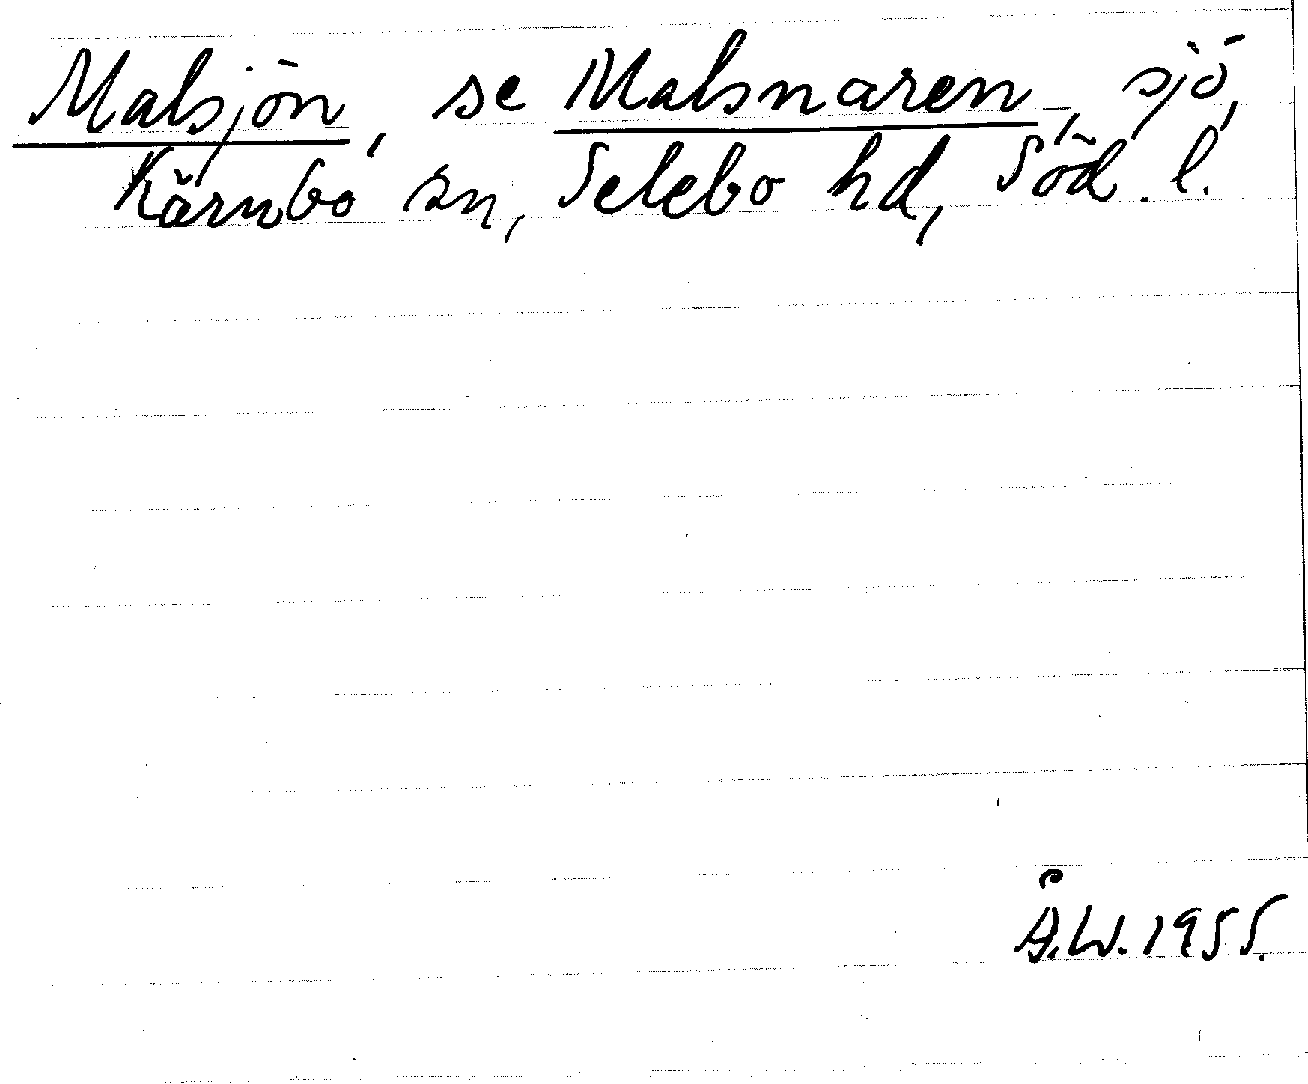 Malsjön, se Malsnaren, sjö,
Kärnbo sn, Selebo hd, Söd. l.
Å.W. 1955.